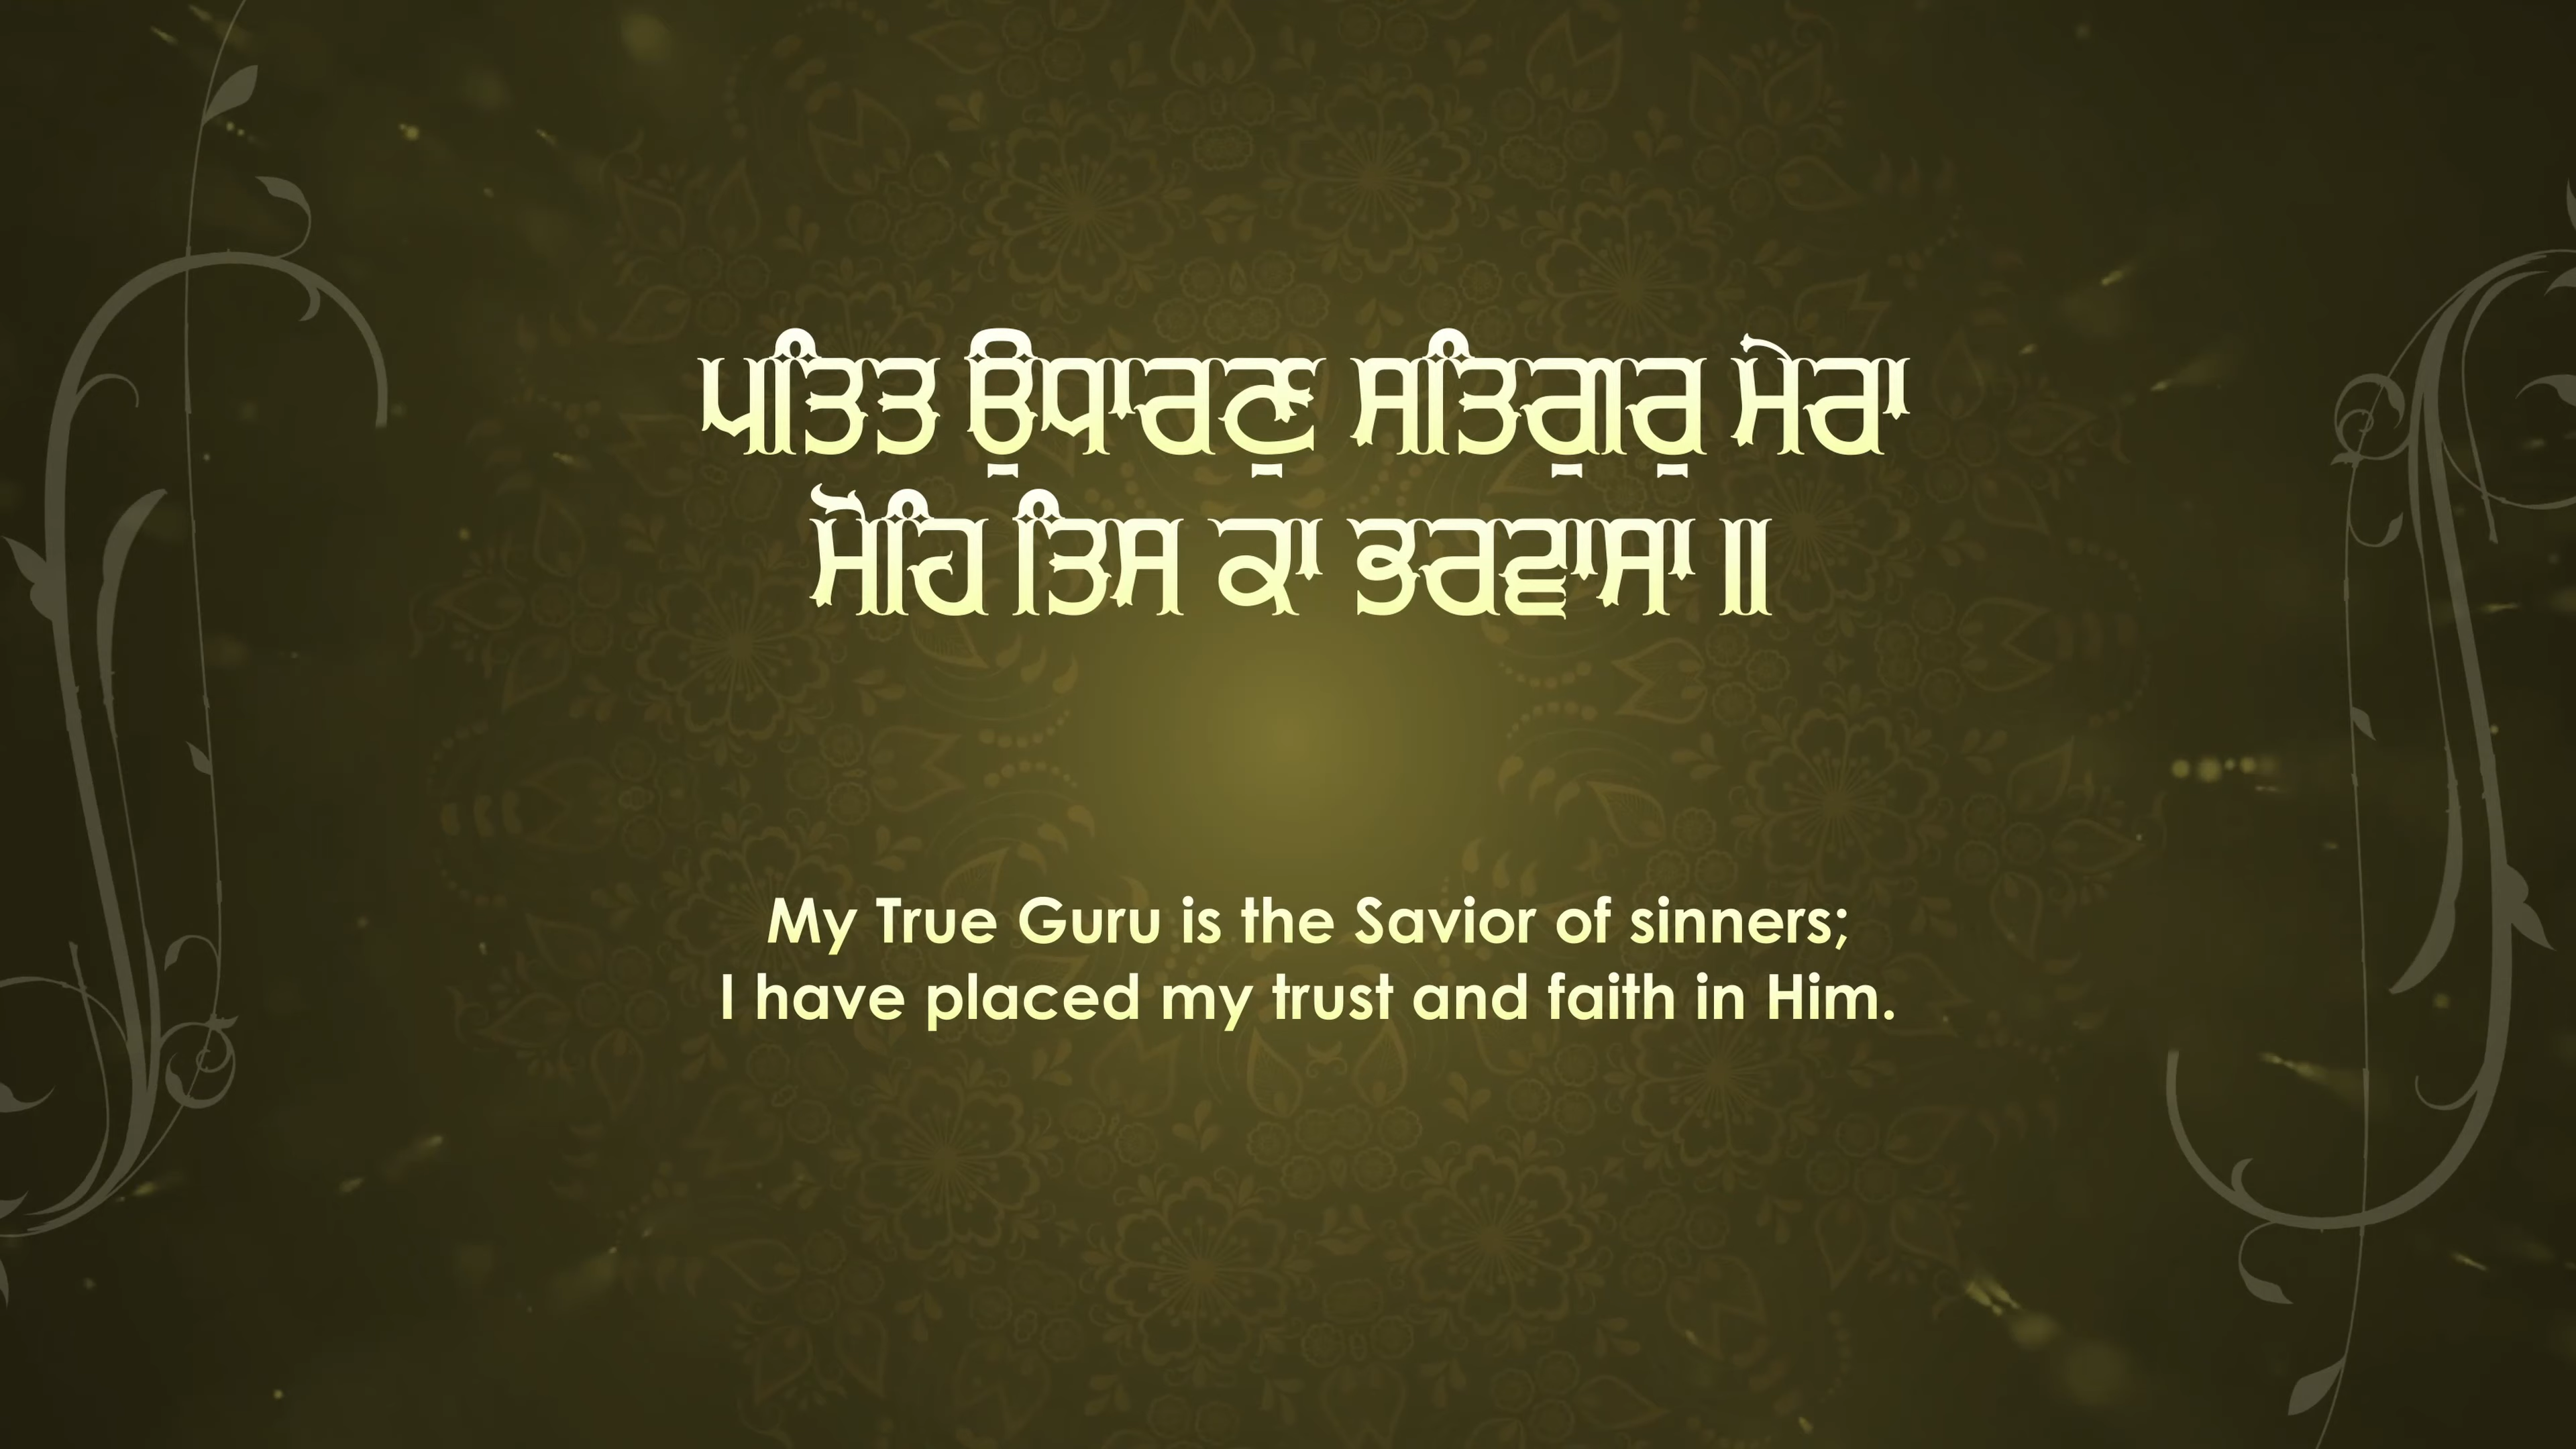 ਪਤਿਤ ਉਧਾਰਣੁ ਸਤਿਗੁਰੁ ਮੇਰਾ
ਮੋਹਿ ਤਿਸ ਕਾ ਭਰਵਾਸਾ ॥
My True Guru is the Savior of sinners;
I have placed my trust and faith in Him.